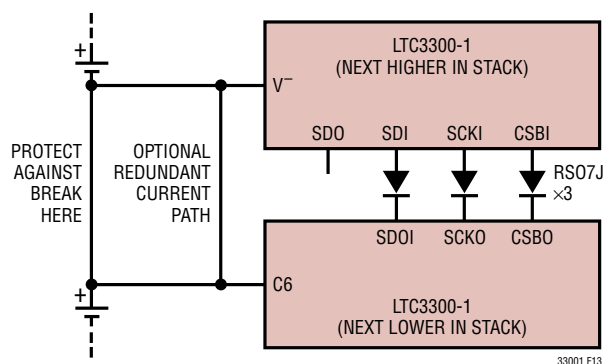 LTC3300-1
(NEXT HIGHER IN STACK)
+
V⁻
SDO SDI SCKI CSBI
PROTECT
AGAINST
BREAK
HERE
OPTIONAL
REDUNDANT
CURRENT
PATH
RSO7J
×3
SDOI SCKO CSBO
+
C6
LTC3300-1
(NEXT LOWER IN STACK)
33001 F13